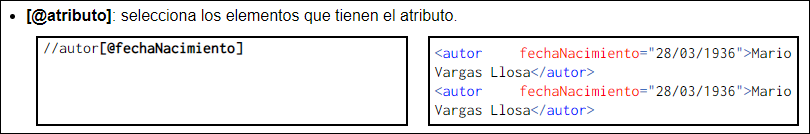 • [@atributo]: selecciona los elementos que tienen el atributo.
//autor[@fechaNacimiento]
<autor fechaNacimiento="28/03/1936">Mario
Vargas Llosa</autor>
<autor fechaNacimiento="28/03/1936">Mario
Vargas Llosa</autor>